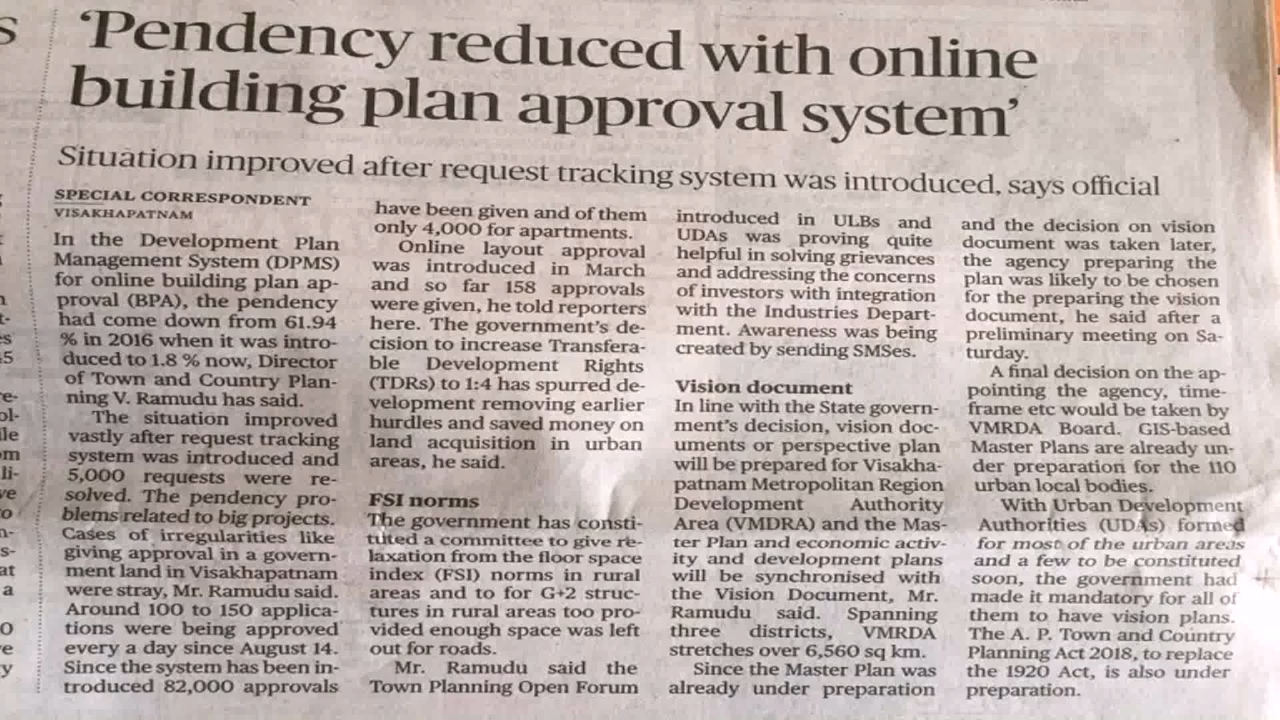 'Pendency reduced with online
building plan approval system'
Situation improved after request tracking system was introduced, says official
SPECIAL CORRESPONDENT
VISAKHAPATNAM
In the Development Plan
Management System (DPMS)
for online building plan ap-
proval (BPA), the pendency
had come down from 61.94
% in 2016 when it was intro-
duced to 1.8 % now, Director
of Town and Country Plan-
ning V. Ramudu has said.
The situation improved
vastly after request tracking
system was introduced and
5,000 requests were re-
solved. The pendency pro-
blems related to big projects.
Cases of irregularities like
giving approval in a govern-
ment land in Visakhapatnam
were stray, Mr. Ramudu said.
Around 100 to 150 applica-
tions were being approved
every a day since August 14.
Since the system has been in-
troduced 82,000 approvals
have been given and of them
only 4,000 for apartments.
Online layout approval
was introduced in March
and so far 158 approvals
were given, he told reporters
here. The government's de-
cision to increase Transfera-
ble Development Rights
(TDRs) to 1:4 has spurred de-
velopment removing earlier
hurdles and saved money on
land acquisition in urban
areas, he said.
FSI norms
The government has consti-
tuted a committee to give re-
laxation from the floor space
index (FSI) norms in rural
areas and to for G+2 struc-
tures in rural areas too pro-
vided enough space was left
out for roads.
Mr. Ramudu said the
Town Planning Open Forum
introduced in ULBs and
UDAs was proving quite
helpful in solving grievances
and addressing the concerns
of investors with integration
with the Industries Depart-
ment. Awareness was being
created by sending SMSes.
Vision document
In line with the State govern-
ment's decision, vision doc-
uments or perspective plan
will be prepared for Visakha-
patnam Metropolitan Region
Development Authority
Area (VMDRA) and the Mas-
ter Plan and economic activ-
ity and development plans
will be synchronised with
the Vision Document, Mr.
Ramudu said. Spanning
three districts, VMRDA
stretches over 6,560 sq km.
Since the Master Plan was
already under preparation
and the decision on vision
document was taken later,
the agency preparing the
plan was likely to be chosen
for the preparing the vision
document, he said after a
preliminary meeting on Sa-
turday.
A final decision on the ap-
pointing the agency, time-
frame etc would be taken by
VMRDA Board. GIS-based
Master Plans are already un-
der preparation for the 110
urban local bodies.
With Urban Development
Authorities (UDAs) formed
for most of the urban areas
and a few to be constituted
soon, the government had
made it mandatory for all of
them to have vision plans.
The A. P. Town and Country
Planning Act 2018, to replace
the 1920 Act, is also under
preparation.